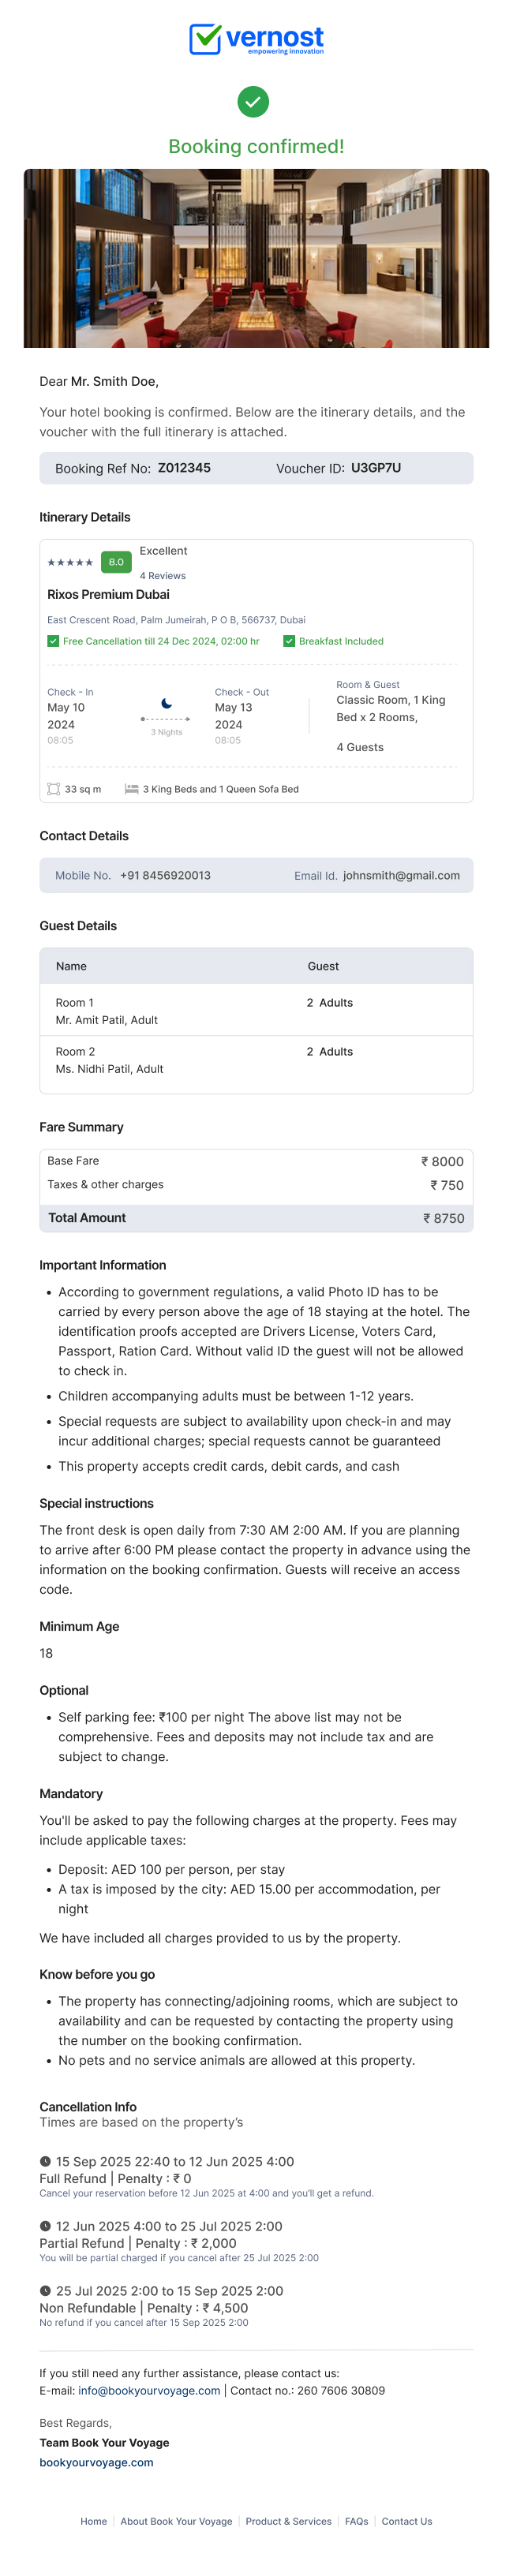 vernost
empowering innovation
Booking confirmed!
Dear Mr. Smith Doe,
Your hotel booking is confirmed. Below are the itinerary details, and the
voucher with the full itinerary is attached.
Booking Ref No: Z012345 Voucher ID: U3GP7U
Itinerary Details
★★★★★ 8.0 Excellent
4 Reviews
Rixos Premium Dubai
East Crescent Road, Palm Jumeirah, P O B, 566737, Dubai
Free Cancellation till 24 Dec 2024, 02:00 hr Breakfast Included
Check - In
May 10
2024
08:05
3 Nights
Check - Out
May 13
2024
08:05
Room & Guest
Classic Room, 1 King
Bed x 2 Rooms,
4 Guests
33 sq m 3 King Beds and 1 Queen Sofa Bed
Contact Details
Mobile No. +91 8456920013 Email Id. johnsmith@gmail.com
Guest Details
Name Guest
Room 1 2 Adults
Mr. Amit Patil, Adult
Room 2 2 Adults
Ms. Nidhi Patil, Adult
Fare Summary
Base Fare ₹ 8000
Taxes & other charges ₹ 750
Total Amount ₹ 8750
Important Information
• According to government regulations, a valid Photo ID has to be
carried by every person above the age of 18 staying at the hotel. The
identification proofs accepted are Drivers License, Voters Card,
Passport, Ration Card. Without valid ID the guest will not be allowed
to check in.
• Children accompanying adults must be between 1-12 years.
• Special requests are subject to availability upon check-in and may
incur additional charges; special requests cannot be guaranteed
• This property accepts credit cards, debit cards, and cash
Special instructions
The front desk is open daily from 7:30 AM 2:00 AM. If you are planning
to arrive after 6:00 PM please contact the property in advance using the
information on the booking confirmation. Guests will receive an access
code.
Minimum Age
18
Optional
• Self parking fee: ₹100 per night The above list may not be
comprehensive. Fees and deposits may not include tax and are
subject to change.
Mandatory
You'll be asked to pay the following charges at the property. Fees may
include applicable taxes:
• Deposit: AED 100 per person, per stay
• A tax is imposed by the city: AED 15.00 per accommodation, per
night
We have included all charges provided to us by the property.
Know before you go
• The property has connecting/adjoining rooms, which are subject to
availability and can be requested by contacting the property using
the number on the booking confirmation.
• No pets and no service animals are allowed at this property.
Cancellation Info
Times are based on the property's
15 Sep 2025 22:40 to 12 Jun 2025 4:00
Full Refund | Penalty : ₹ 0
Cancel your reservation before 12 Jun 2025 at 4:00 and you'll get a refund.
12 Jun 2025 4:00 to 25 Jul 2025 2:00
Partial Refund | Penalty : ₹ 2,000
You will be partial charged if you cancel after 25 Jul 2025 2:00
25 Jul 2025 2:00 to 15 Sep 2025 2:00
Non Refundable | Penalty : ₹ 4,500
No refund if you cancel after 15 Sep 2025 2:00
If you still need any further assistance, please contact us:
E-mail: info@bookyourvoyage.com | Contact no.: 260 7606 30809
Best Regards,
Team Book Your Voyage
bookyourvoyage.com
Home | About Book Your Voyage | Product & Services | FAQs | Contact Us